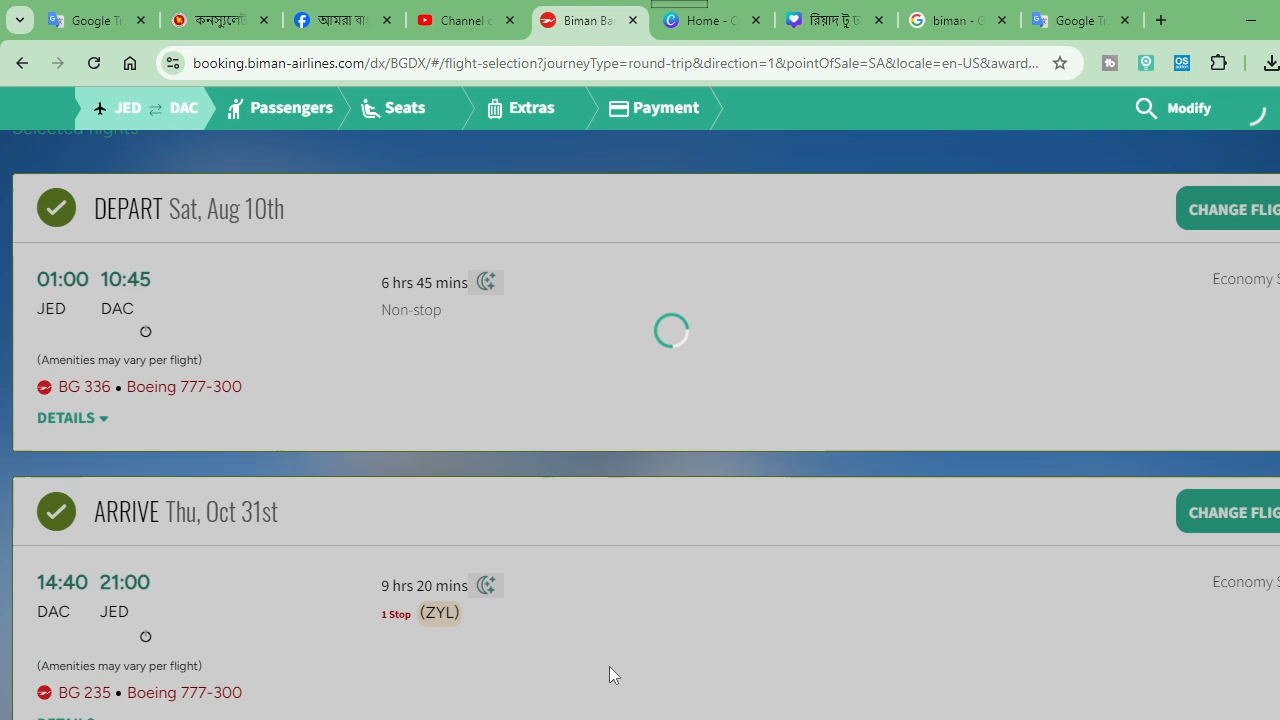 Google Tr
কনস্যুলেট
আমরা বাং
Channel c
Biman Ba
Home - C
রিয়াদ টু ঢ
biman - G
Google Tr
booking.biman-airlines.com/dx/BGDX/#/flight-selection?journeyType=round-trip&direction=1&pointOfSale=SA&locale=en-US&award...
JED DAC
Passengers
Seats
Extras
Payment
Modify
Selected flights
DEPART Sat, Aug 10th
CHANGE FLIG
01:00 10:45
6 hrs 45 mins
Economy S
JED DAC
Non-stop
(Amenities may vary per flight)
BG 336 • Boeing 777-300
DETAILS
ARRIVE Thu, Oct 31st
CHANGE FLIG
14:40 21:00
9 hrs 20 mins
Economy S
DAC JED
1 Stop (ZYL)
(Amenities may vary per flight)
BG 235 • Boeing 777-300
DETAILS